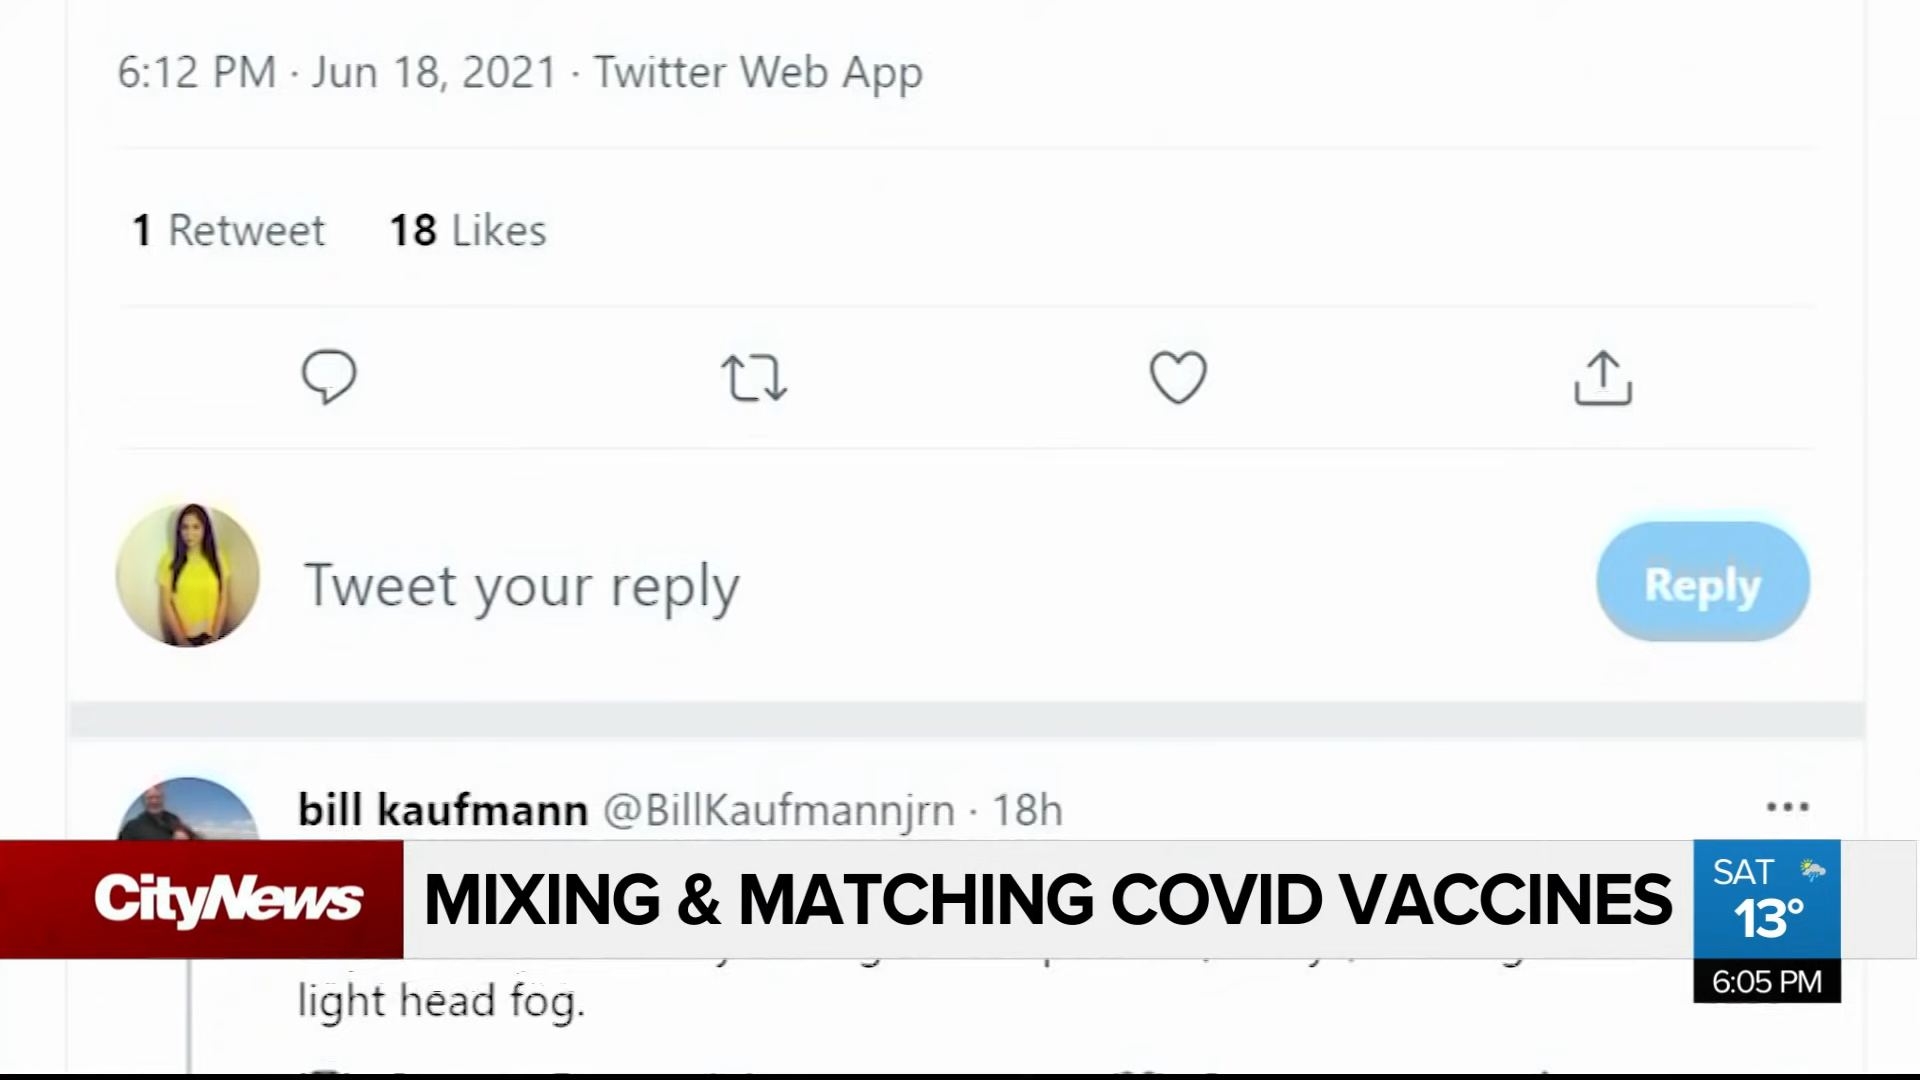 6:12 PM · Jun 18, 2021 · Twitter Web App
1 Retweet 18 Likes
Tweet your reply
Reply
bill kaufmann @BillKaufmannjrn · 18h
CityNews
MIXING & MATCHING COVID VACCINES
SAT
13°
6:05 PM
light head fog.